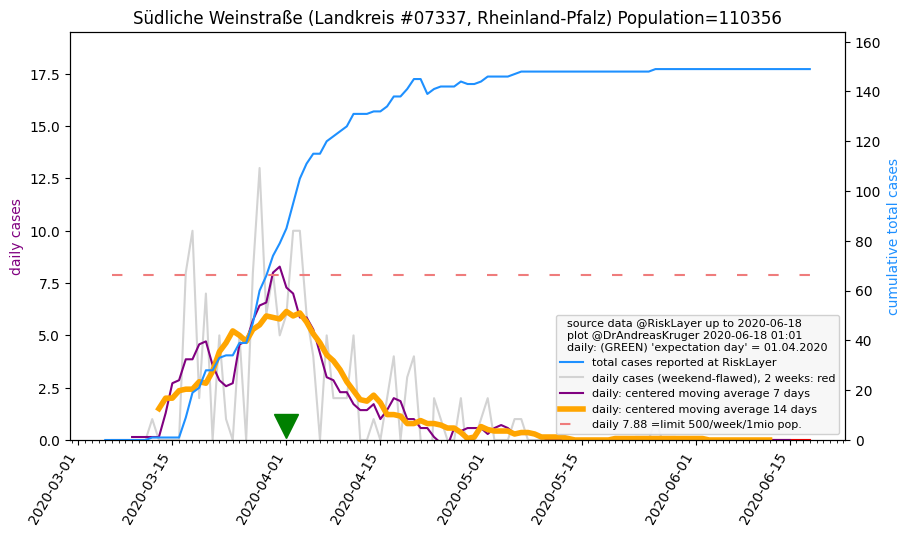 Südliche Weinstraße (Landkreis #07337, Rheinland-Pfalz) Population=110356
daily cases
17.5
15.0
12.5
10.0
7.5
5.0
2.5
0.0
160
140
120
100
80
60
40
20
0
cumulative total cases
source data @RiskLayer up to 2020-06-18
plot @DrAndreasKruger 2020-06-18 01:01
daily: (GREEN) 'expectation day' = 01.04.2020
total cases reported at RiskLayer
daily cases (weekend-flawed), 2 weeks: red
daily: centered moving average 7 days
daily: centered moving average 14 days
daily 7.88 =limit 500/week/1mio pop.
2020-03-01
2020-03-15
2020-04-01
2020-04-15
2020-05-01
2020-05-15
2020-06-01
2020-06-15